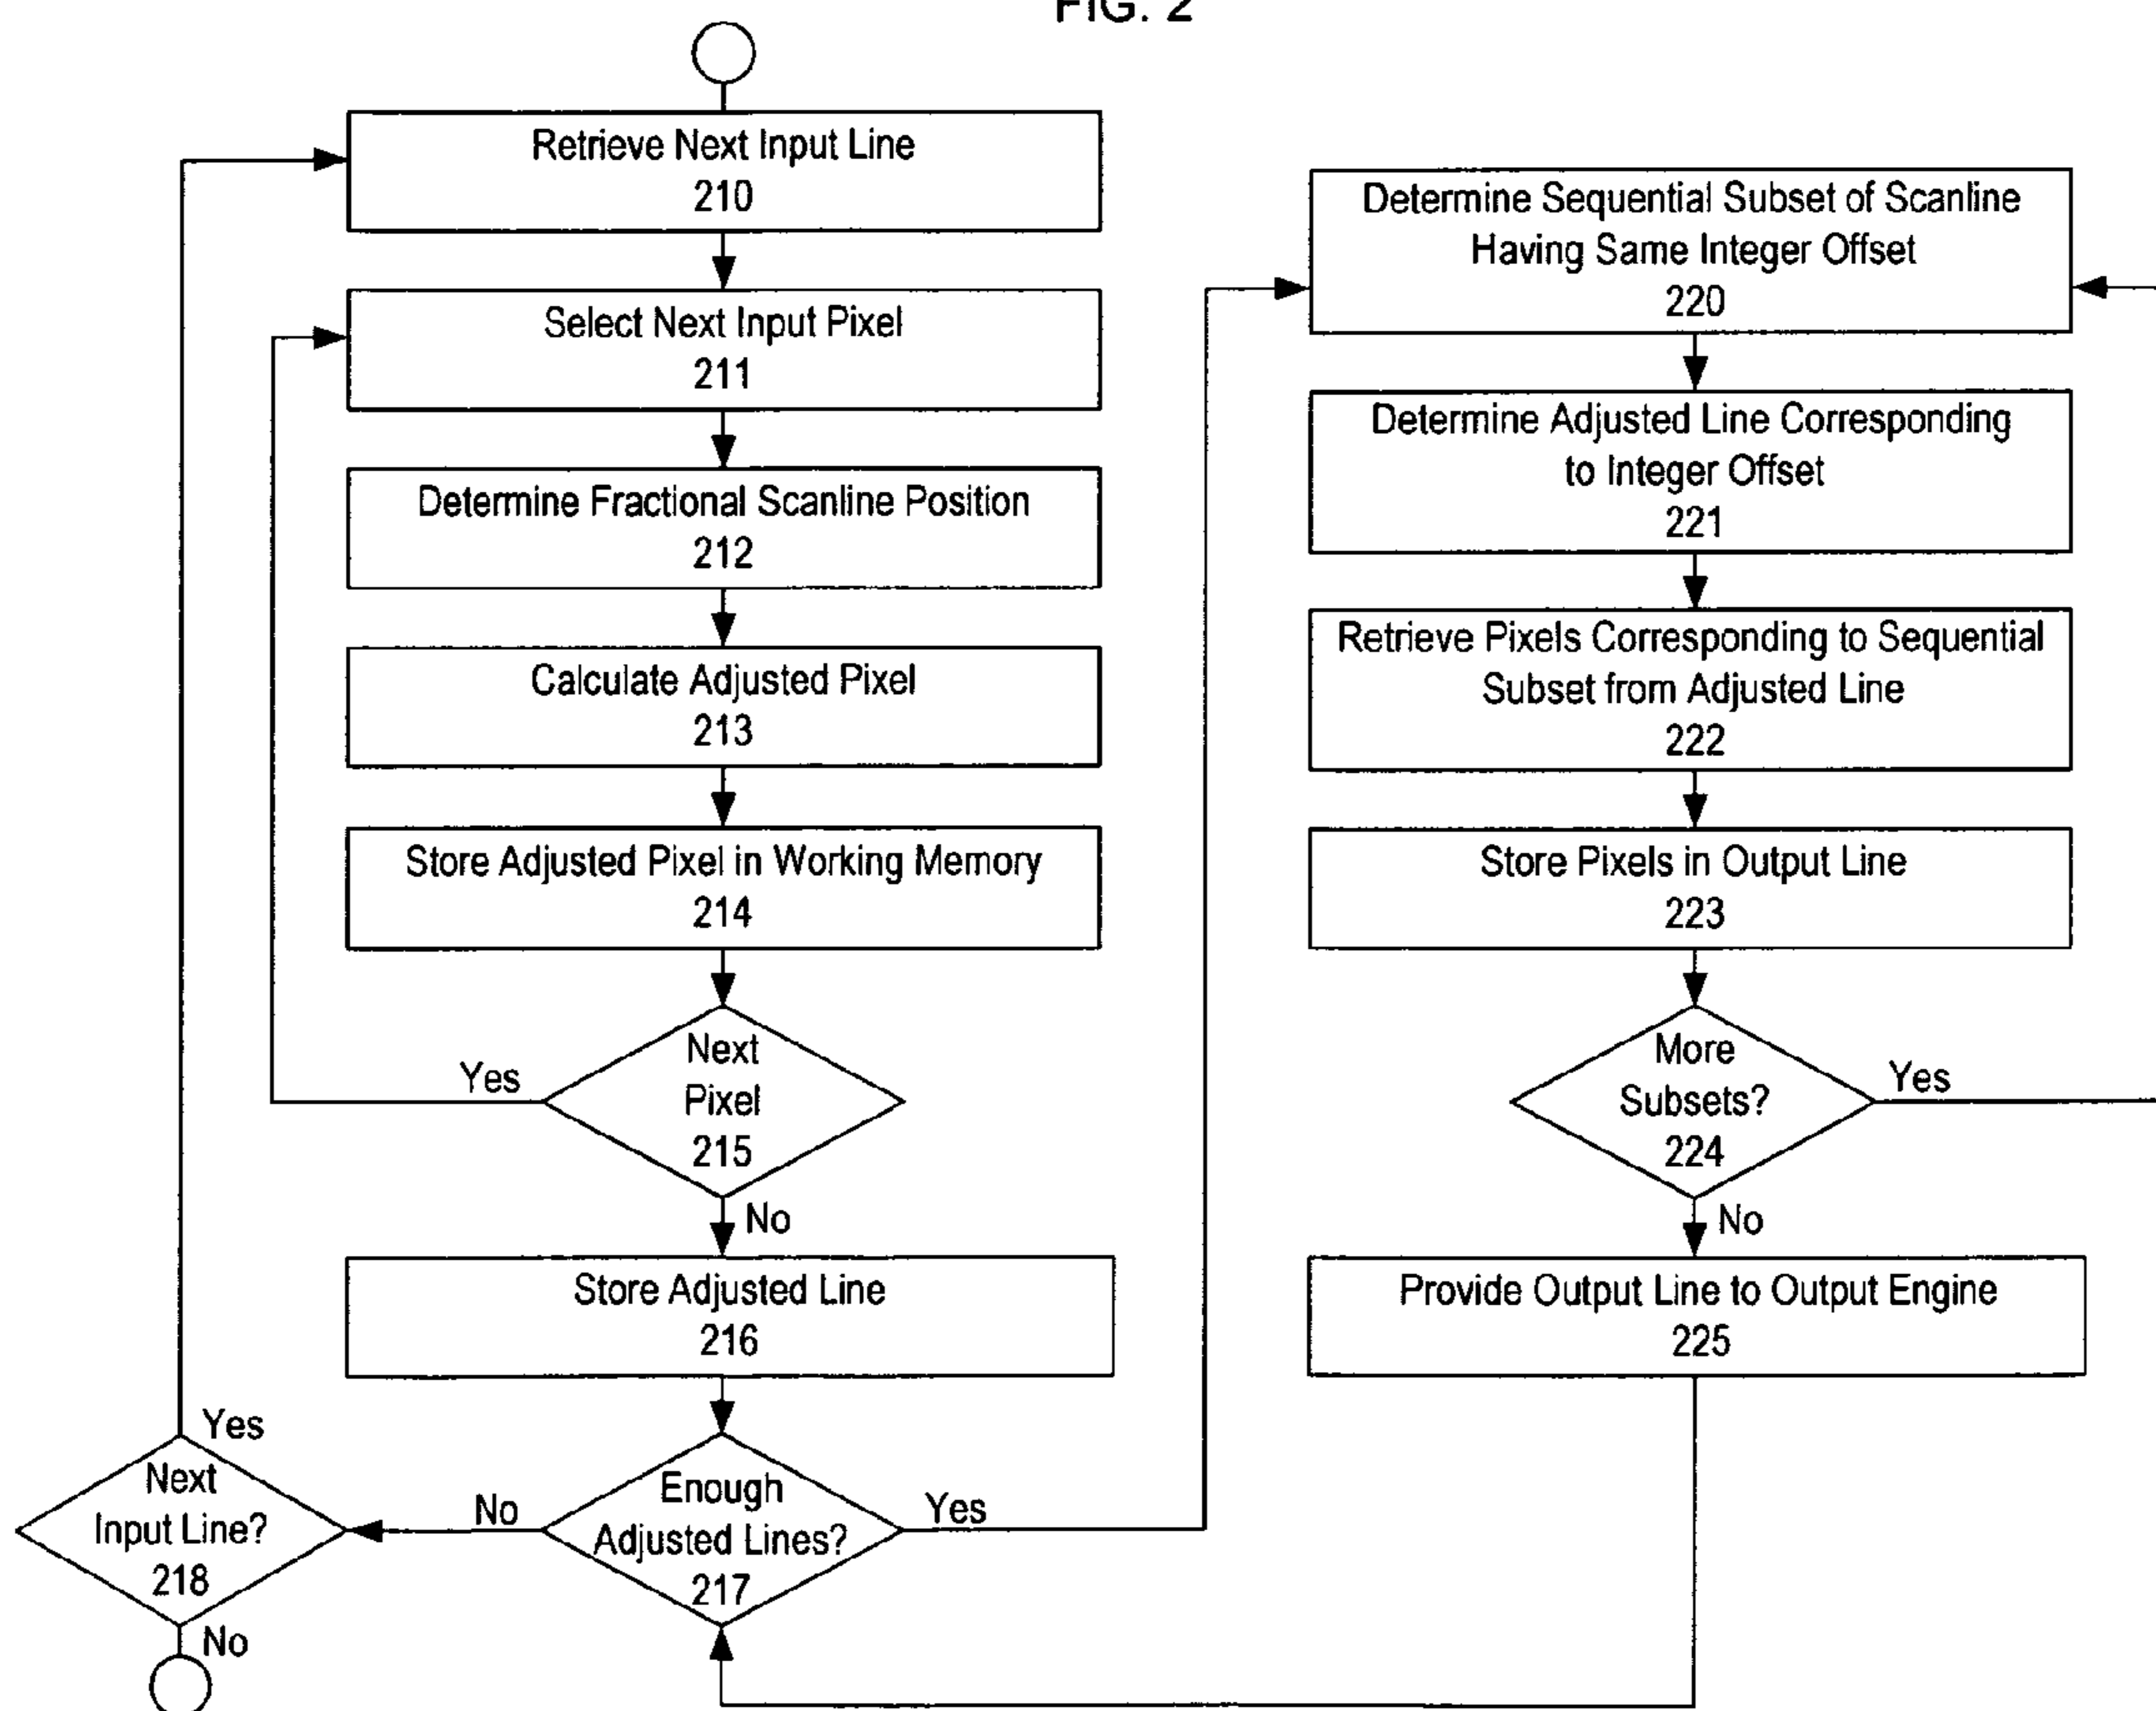 FIG. 2
Retrieve Next Input Line
210
Select Next Input Pixel
211
Determine Fractional Scanline Position
212
Calculate Adjusted Pixel
213
Store Adjusted Pixel in Working Memory
214
Next
Pixel
215
Yes
No
Store Adjusted Line
216
Enough
Adjusted Lines?
217
No
Yes
Next
Input Line?
218
Yes
No
Determine Sequential Subset of Scanline
Having Same Integer Offset
220
Determine Adjusted Line Corresponding
to Integer Offset
221
Retrieve Pixels Corresponding to Sequential
Subset from Adjusted Line
222
Store Pixels in Output Line
223
More
Subsets?
224
Yes
No
Provide Output Line to Output Engine
225